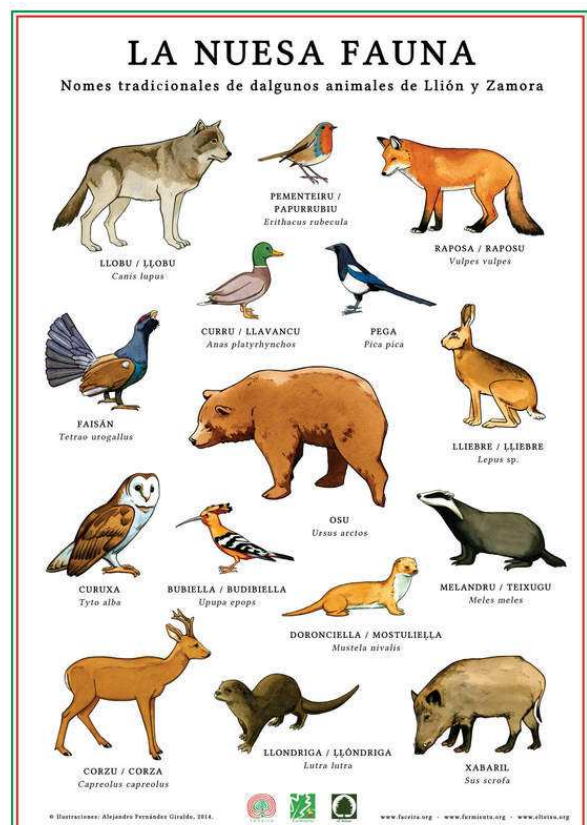 LA NUESA FAUNA
Nomes tradicionales de dalgunos animales de Llión y Zamora
PEMENTEIRU /
PAPURRUBIU
Erithacus rubecula
LLOBU / ḶḶOBU
Canis lupus
RAPOSA / RAPOSU
Vulpes vulpes
CURRU / LLAVANCU
Anas platyrhynchos
PEGA
Pica pica
FAISÁN
Tetrao urogallus
LLIEBRE / ḶḶIEBRE
Lepus sp.
OSU
Ursus arctos
CURUXA
Tyto alba
BUBIELLA / BUDIBIELLA
Upupa epops
MELANDRU / TEIXUGU
Meles meles
DORONCIELLA / MOSTULIEḶḶA
Mustela nivalis
CORZU / CORZA
Capreolus capreolus
LLONDRIGA / ḶḶÓNDRIGA
Lutra lutra
XABARIL
Sus scrofa
© Ilustraciones: Alejandro Fernández Giraldo, 2014.
www.faceira.org - www.furmientu.org - www.elteixu.org